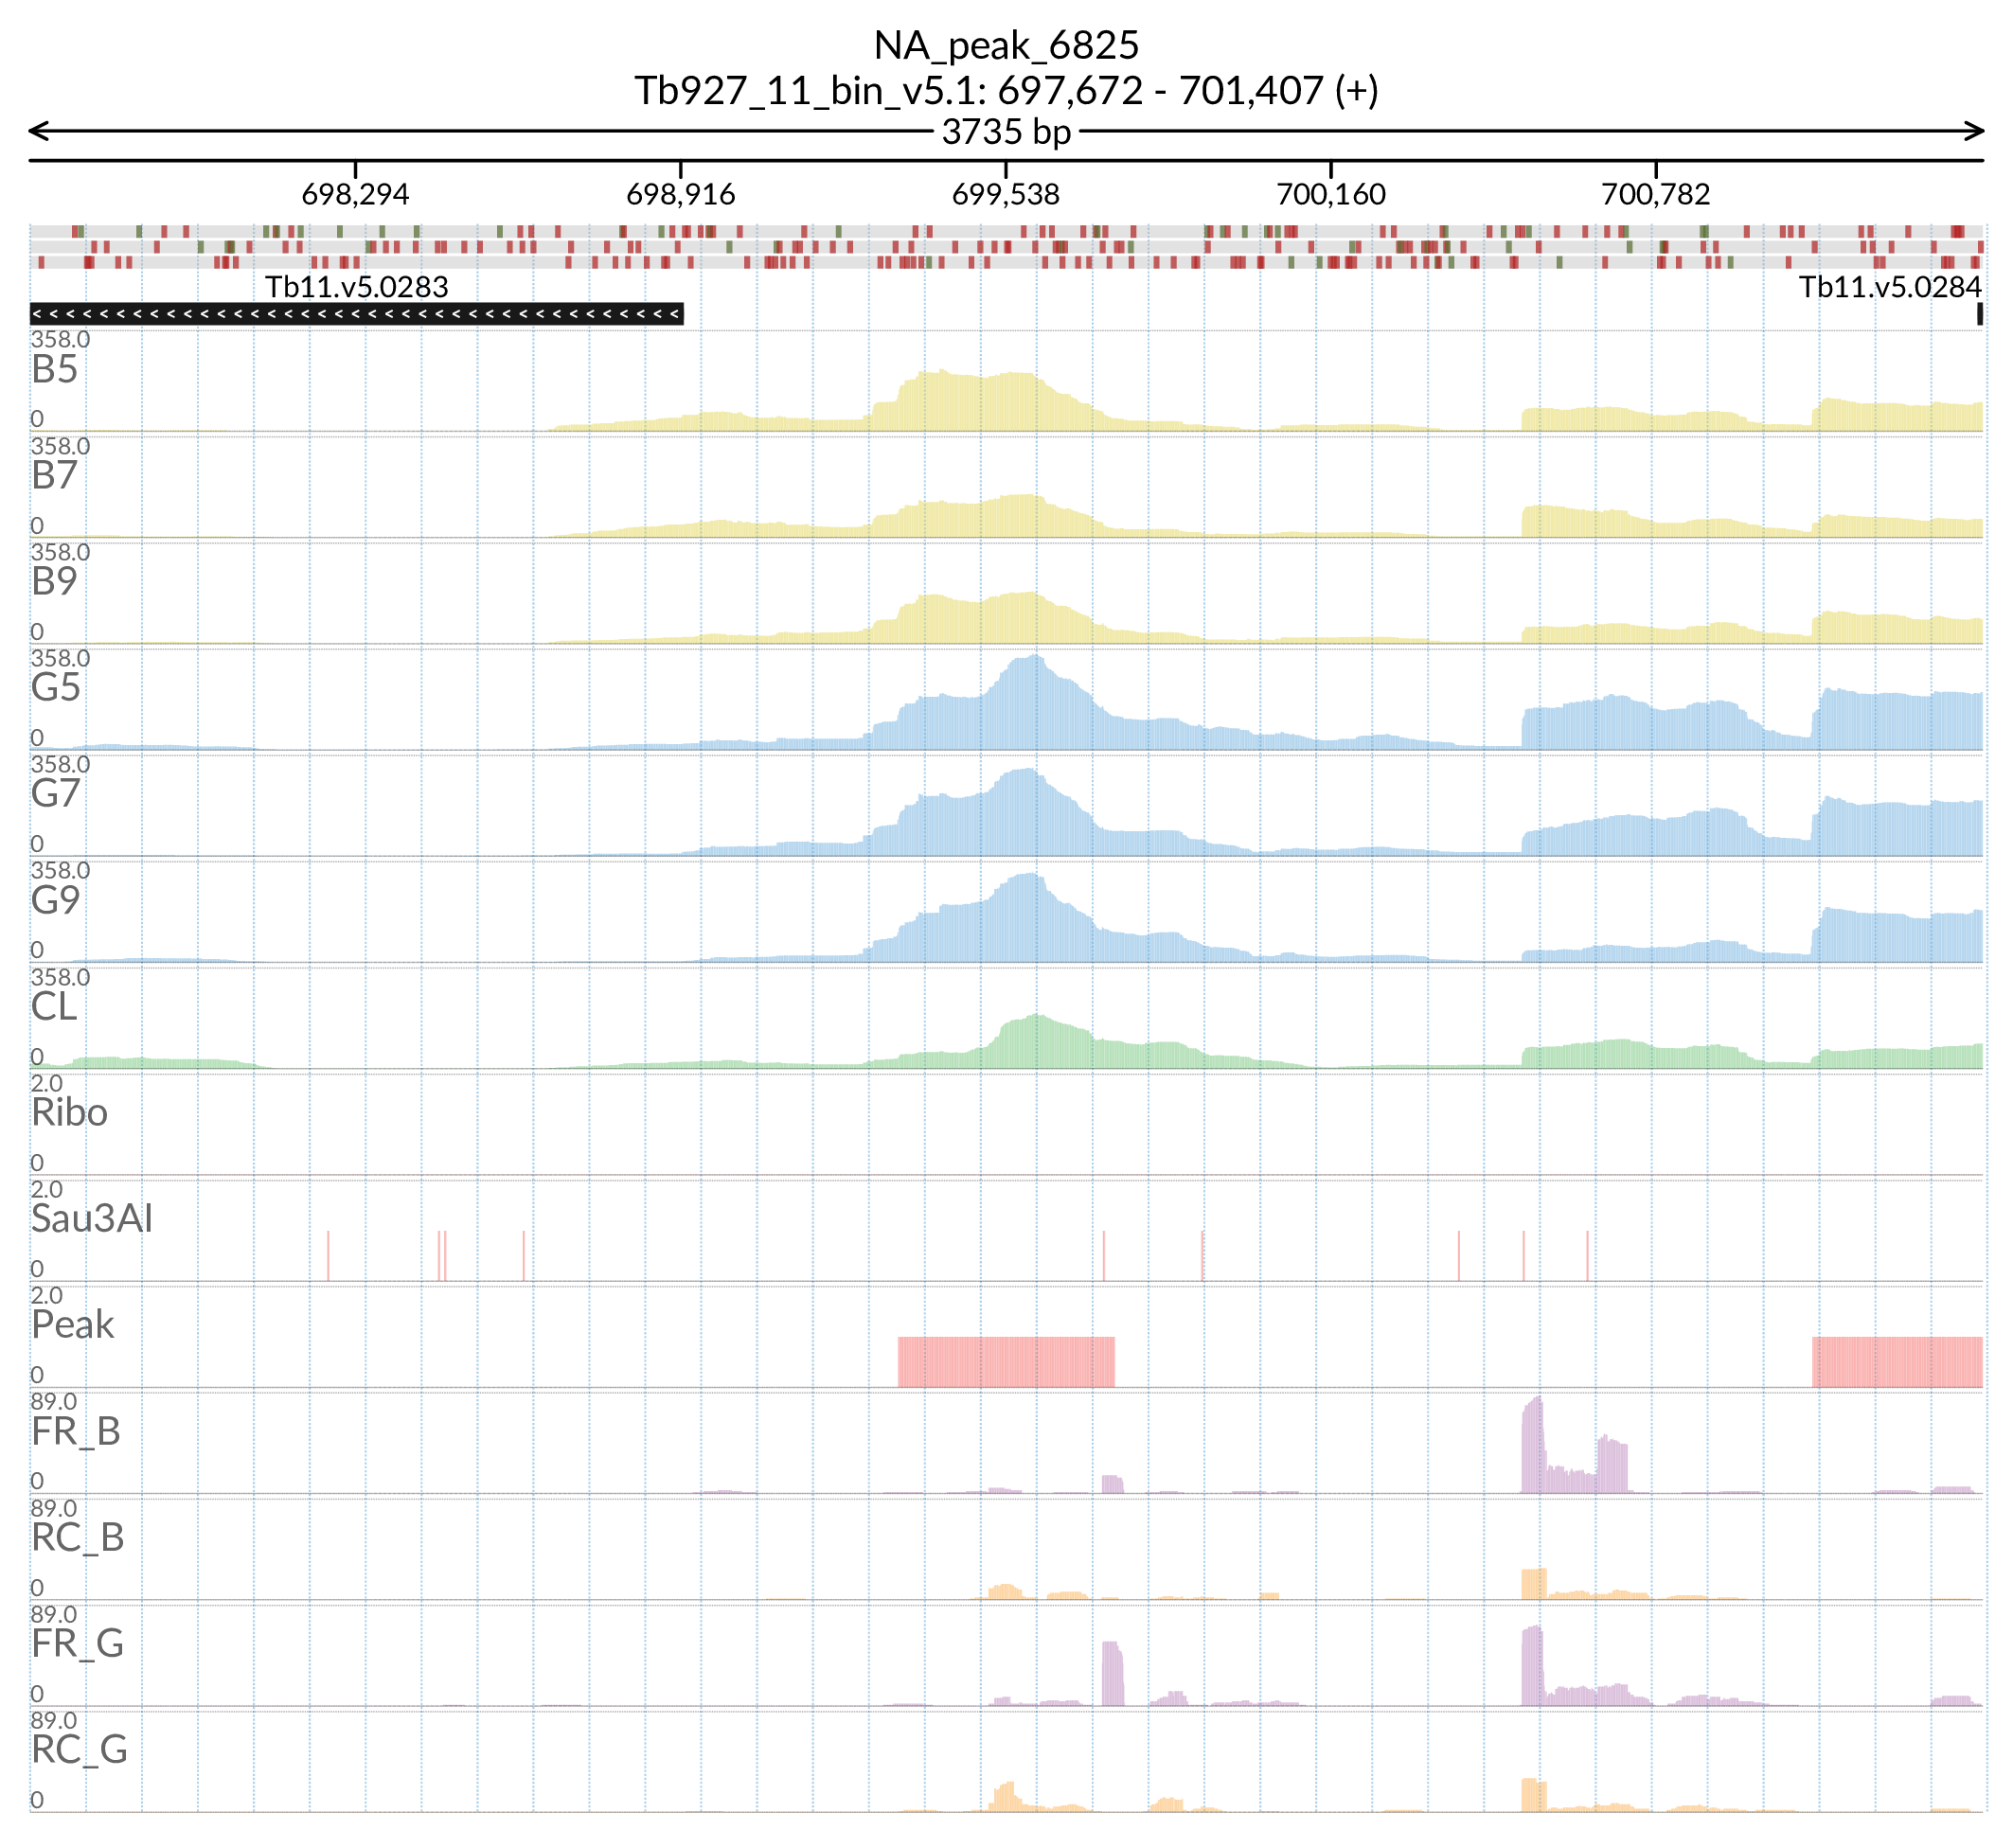 NA_peak_6825
Tb927_11_bin_v5.1: 697,672 - 701,407 (+)
3735 bp
698,294 698,916 699,538 700,160 700,782
Tb11.v5.0283 Tb11.v5.0284
358.0
B5
0
358.0
B7
0
358.0
B9
0
358.0
G5
0
358.0
G7
0
358.0
G9
0
358.0
CL
0
2.0
Ribo
0
2.0
Sau3AI
0
2.0
Peak
0
89.0
FR_B
0
89.0
RC_B
0
89.0
FR_G
0
89.0
RC_G
0